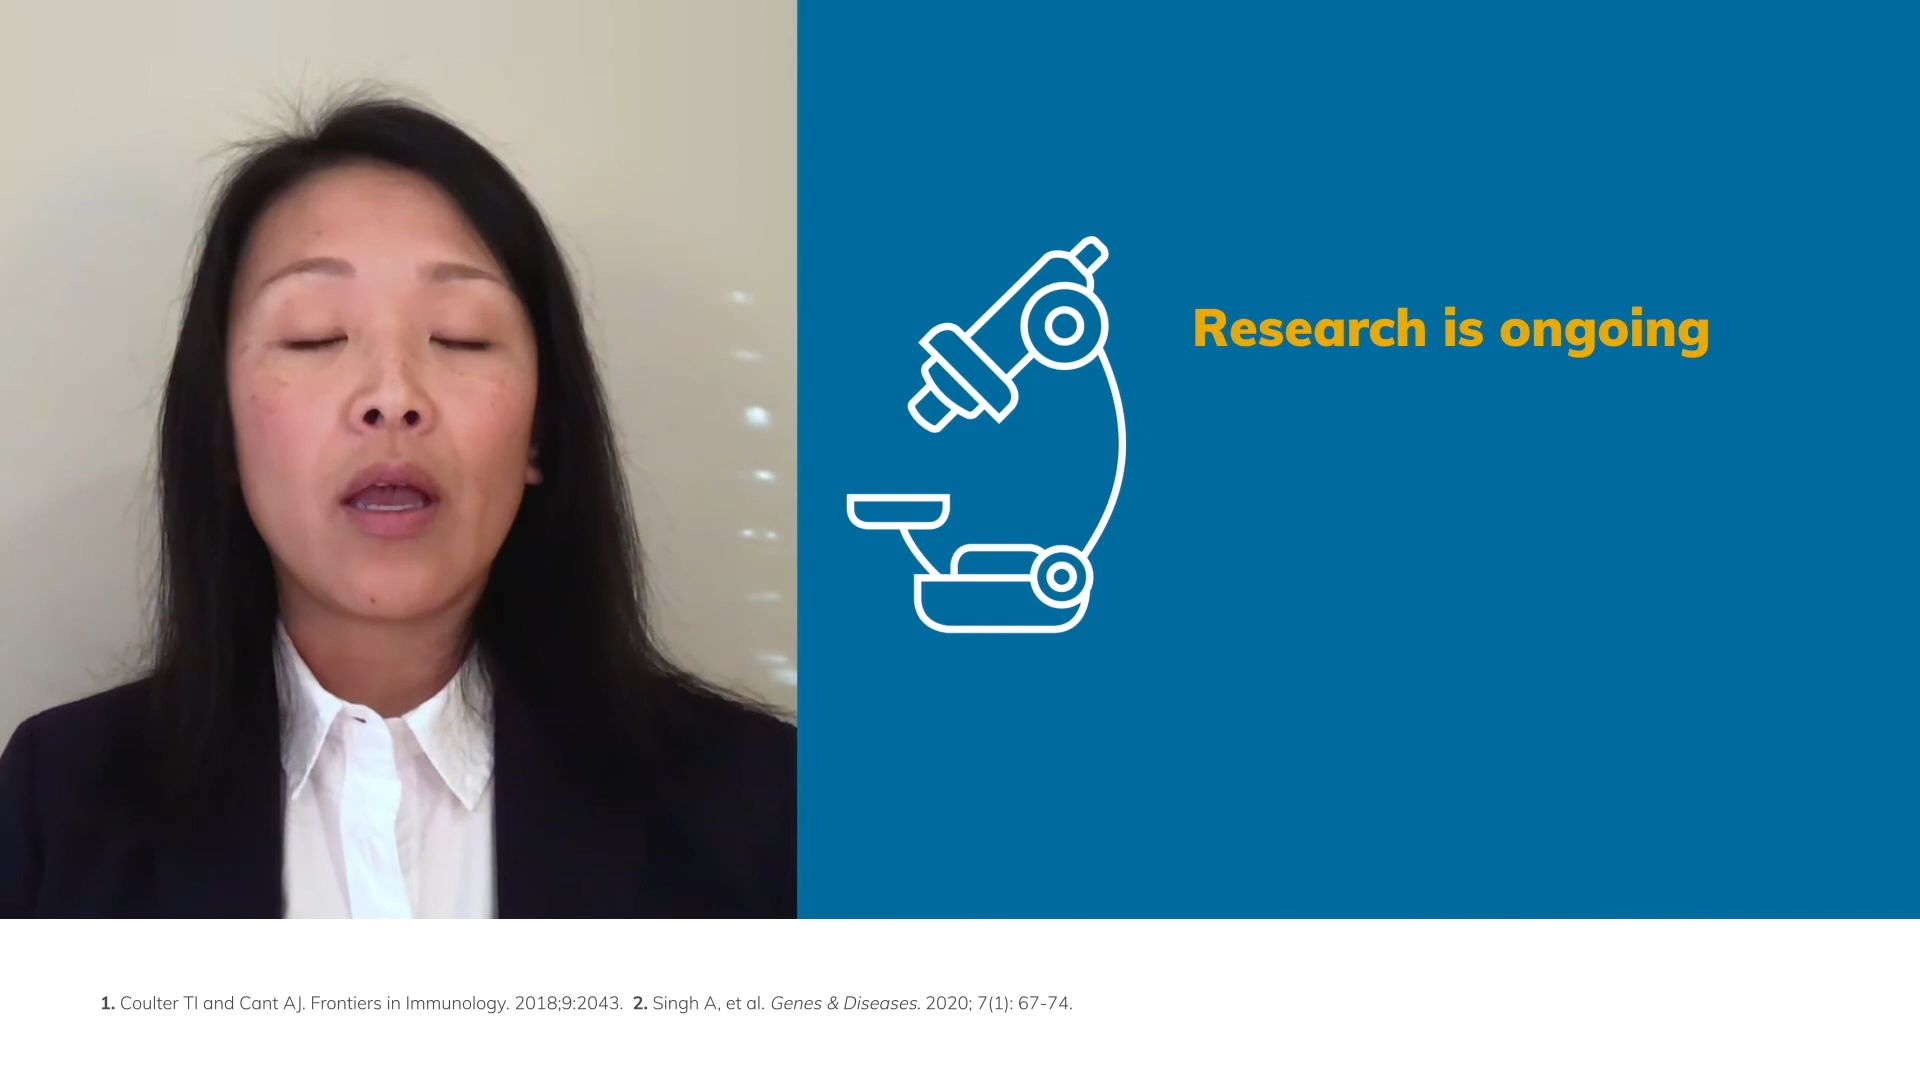 Research is ongoing
1. Coulter TI and Cant AJ. Frontiers in Immunology. 2018;9:2043. 2. Singh A, et al. Genes & Diseases. 2020; 7(1): 67-74.